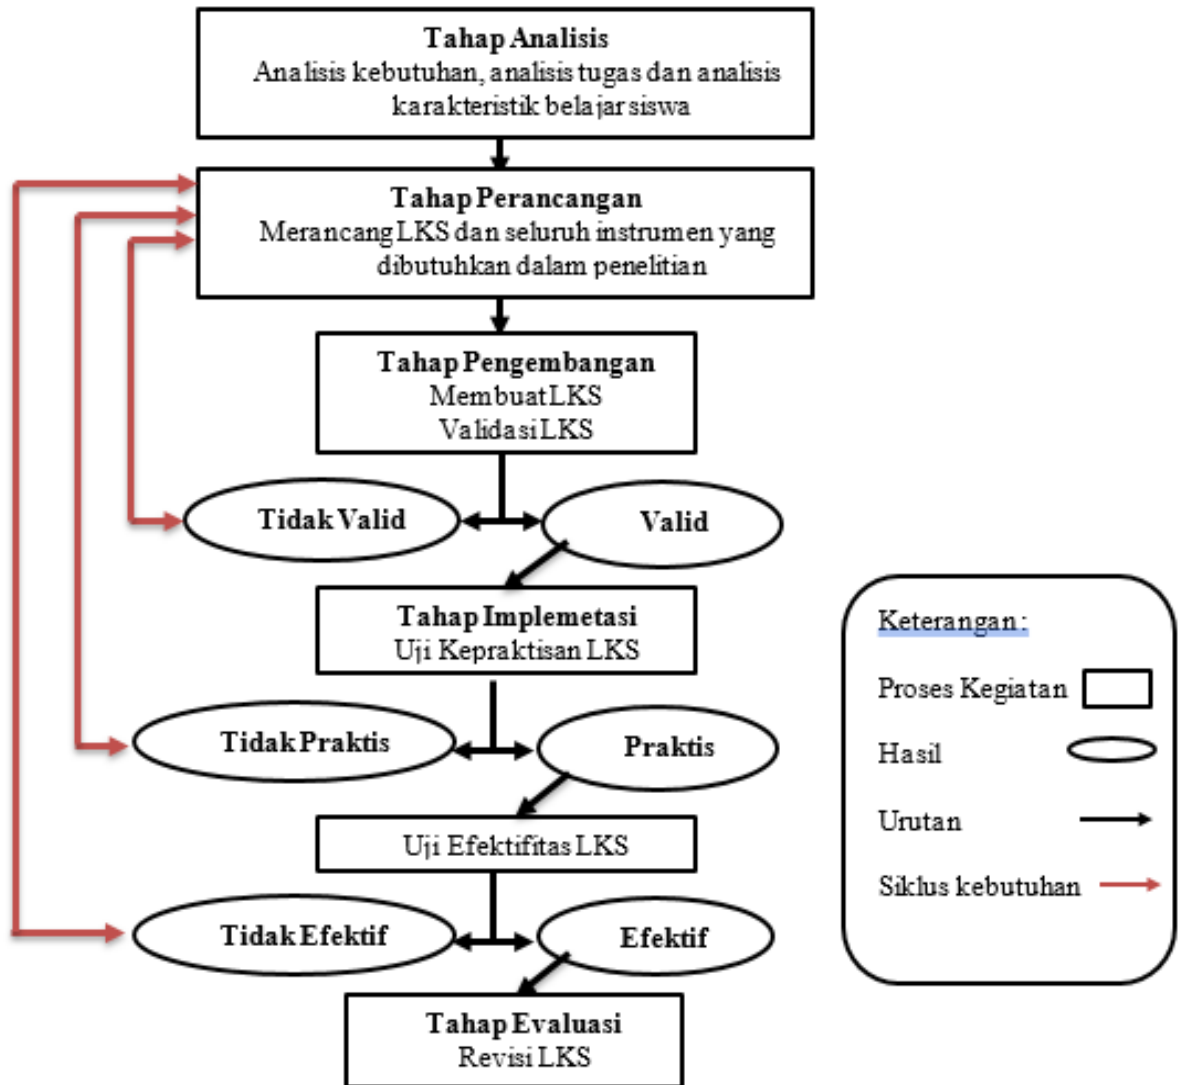 Tahap Analisis
Analisis kebutuhan, analisis tugas dan analisis
karakteristik belajar siswa
Tahap Perancangan
Merancang LKS dan seluruh instrumen yang
dibutuhkan dalam penelitian
Tahap Pengembangan
Membuat LKS
Validasi LKS
Tidak Valid
Valid
Tahap Implemetasi
Uji Kepraktisan LKS
Tidak Praktis
Praktis
Uji Efektifitas LKS
Tidak Efektif
Efektif
Tahap Evaluasi
Revisi LKS
Keterangan:
Proses Kegiatan
Hasil
Urutan
Siklus kebutuhan